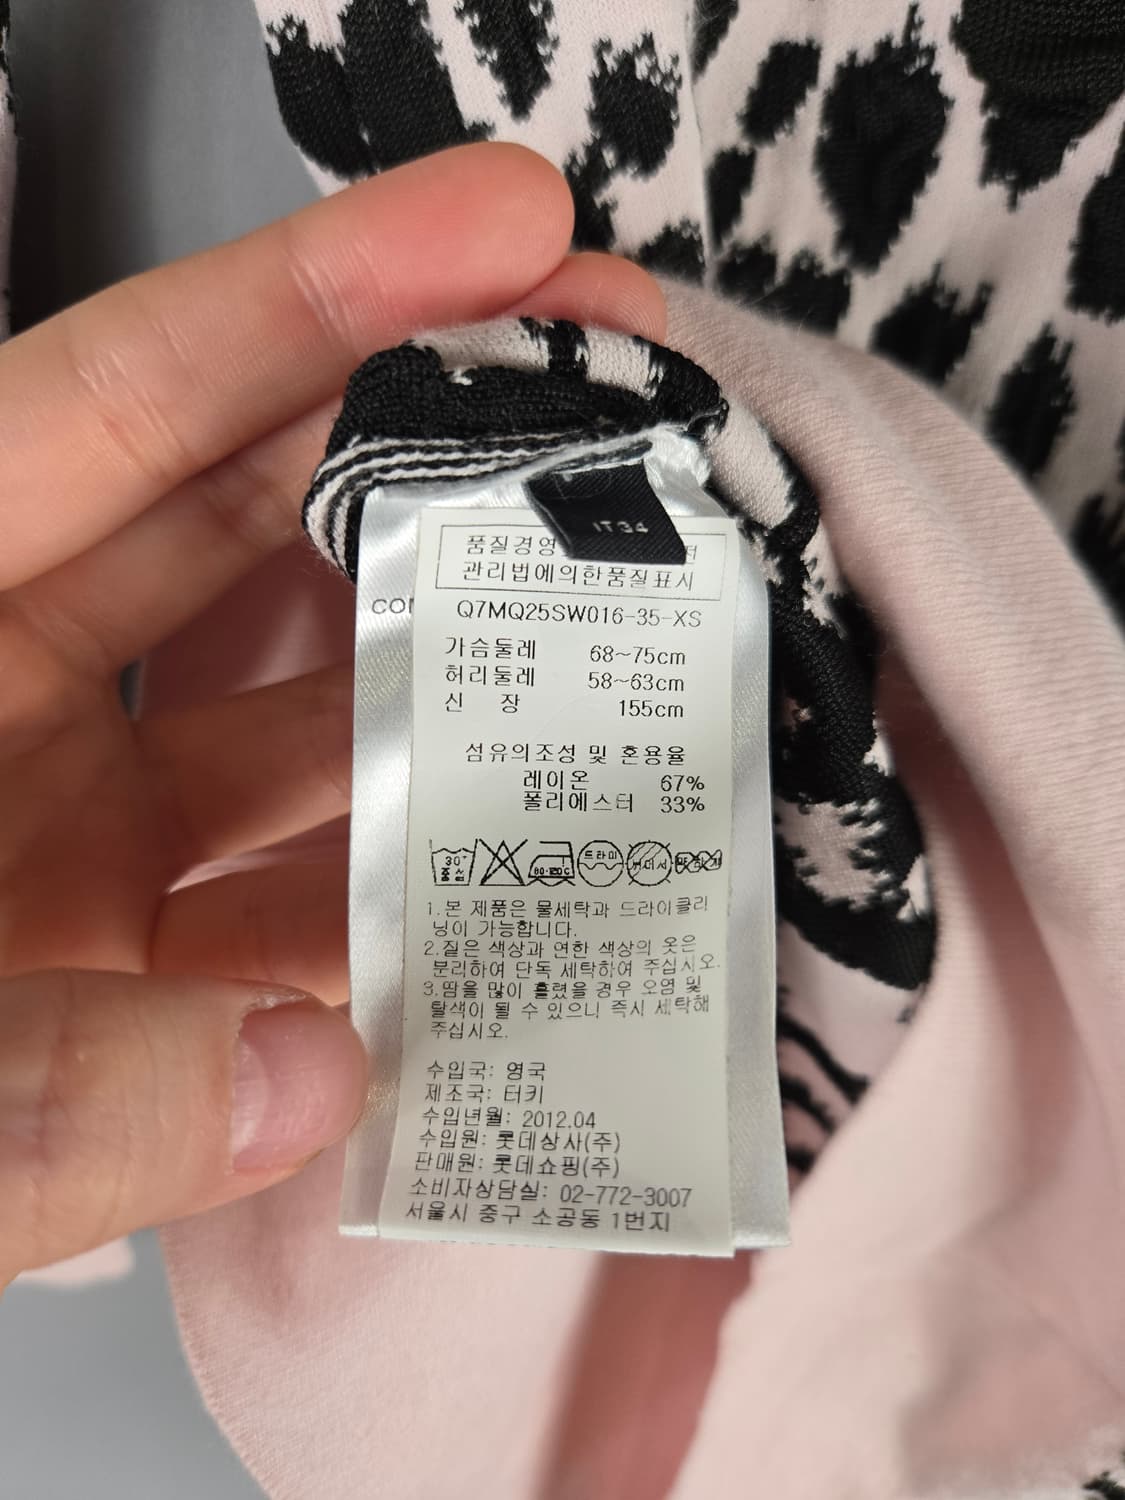 IT34
품질경영
관리법에의한품질표시
Q7MQ25SW016-35-XS
가슴둘레 68~75cm
허리둘레 58~63cm
신 장 155cm
섬유의조성 및 혼용율
레이온 67%
폴리에스터 33%
30° 중성
80-120℃
드라이
1.본 제품은 물세탁과 드라이클리
닝이 가능합니다.
2.짙은 색상과 연한 색상의 옷은
분리하여 단독 세탁하여 주십시오.
3.땀을 많이 흘렸을 경우 오염 및
탈색이 될 수 있으니 즉시 세탁해
주십시오.
수입국: 영국
제조국: 터키
수입년월: 2012.04
수입원: 롯데상사(주)
판매원: 롯데쇼핑(주)
소비자상담실: 02-772-3007
서울시 중구 소공동 1번지